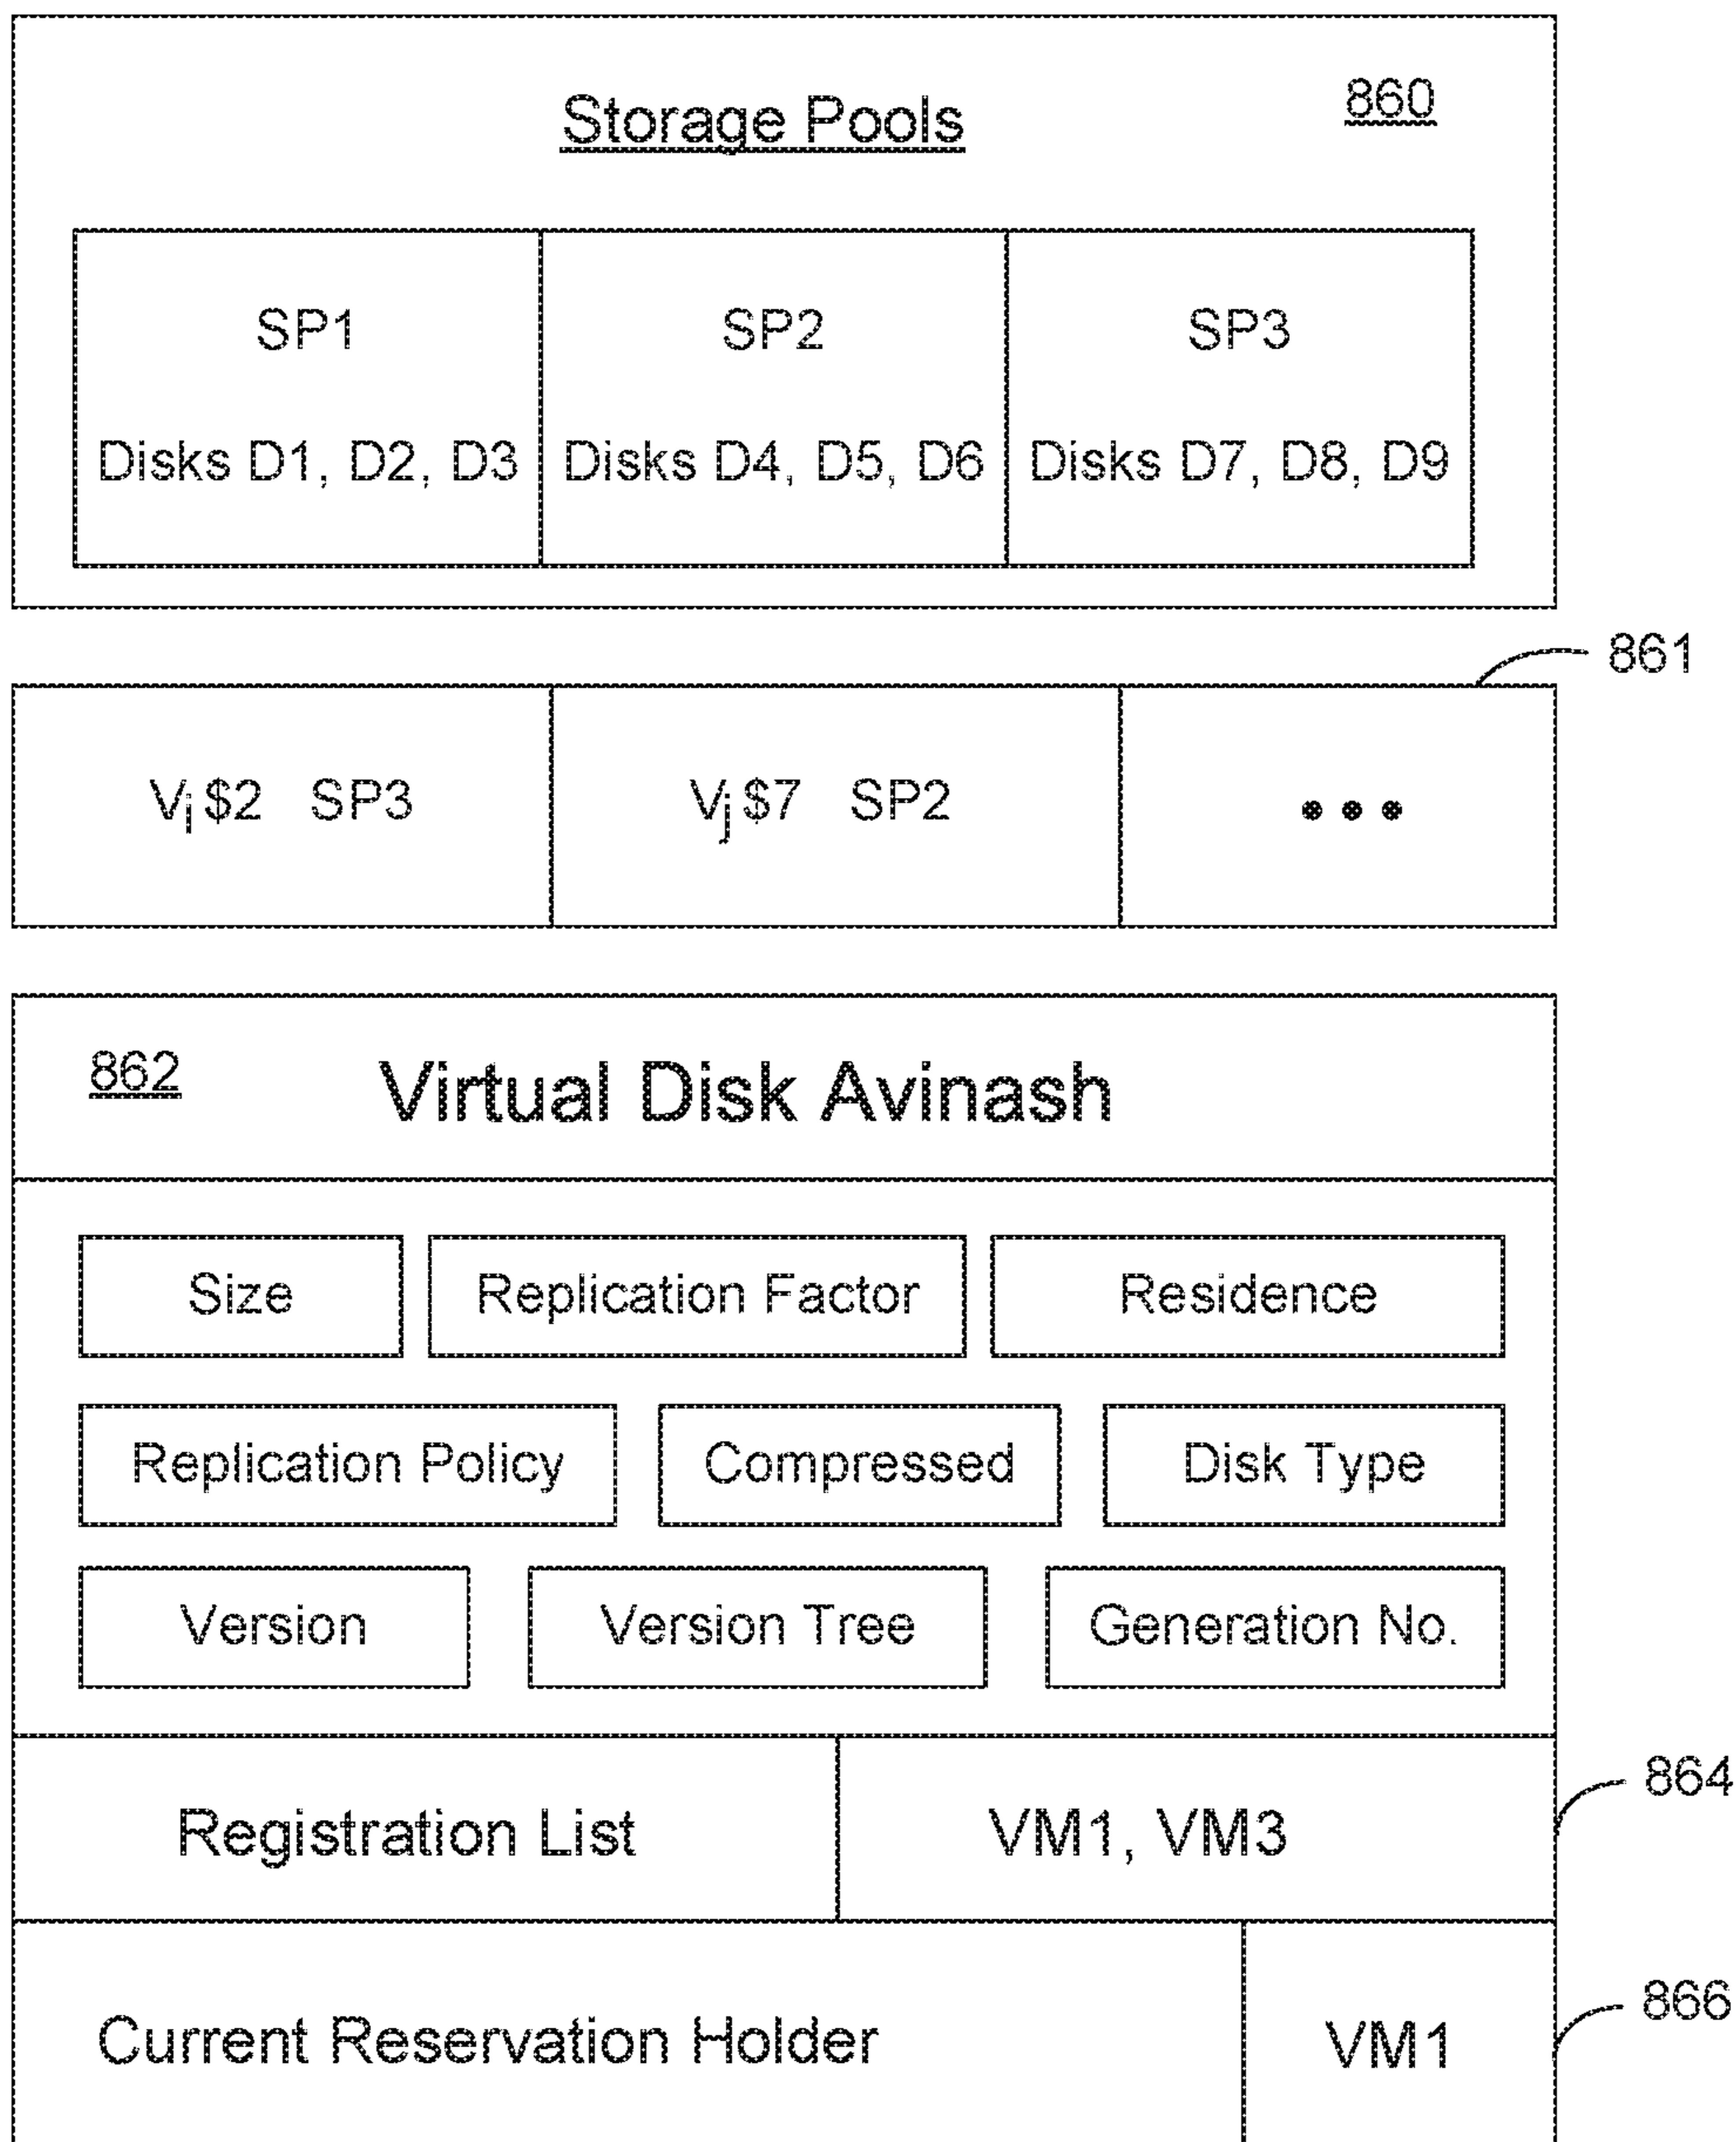 Storage Pools 860
SP1 SP2 SP3
Disks D1, D2, D3 Disks D4, D5, D6 Disks D7, D8, D9
861
Vi$2 SP3 Vj$7 SP2 •••
862 Virtual Disk Avinash
Size Replication Factor Residence
Replication Policy Compressed Disk Type
Version Version Tree Generation No.
864
Registration List VM1, VM3
866
Current Reservation Holder VM1